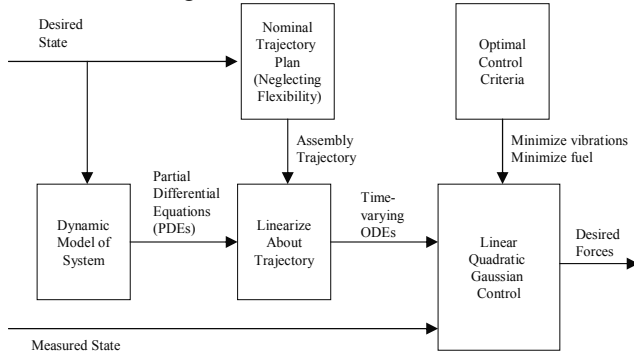 Desired
State
Nominal
Trajectory
Plan
(Neglecting
Flexibility)
Optimal
Control
Criteria
Assembly
Trajectory
Minimize vibrations
Minimize fuel
Dynamic
Model of
System
Partial
Differential
Equations
(PDEs)
Linearize
About
Trajectory
Time-
varying
ODEs
Linear
Quadratic
Gaussian
Control
Desired
Forces
Measured State